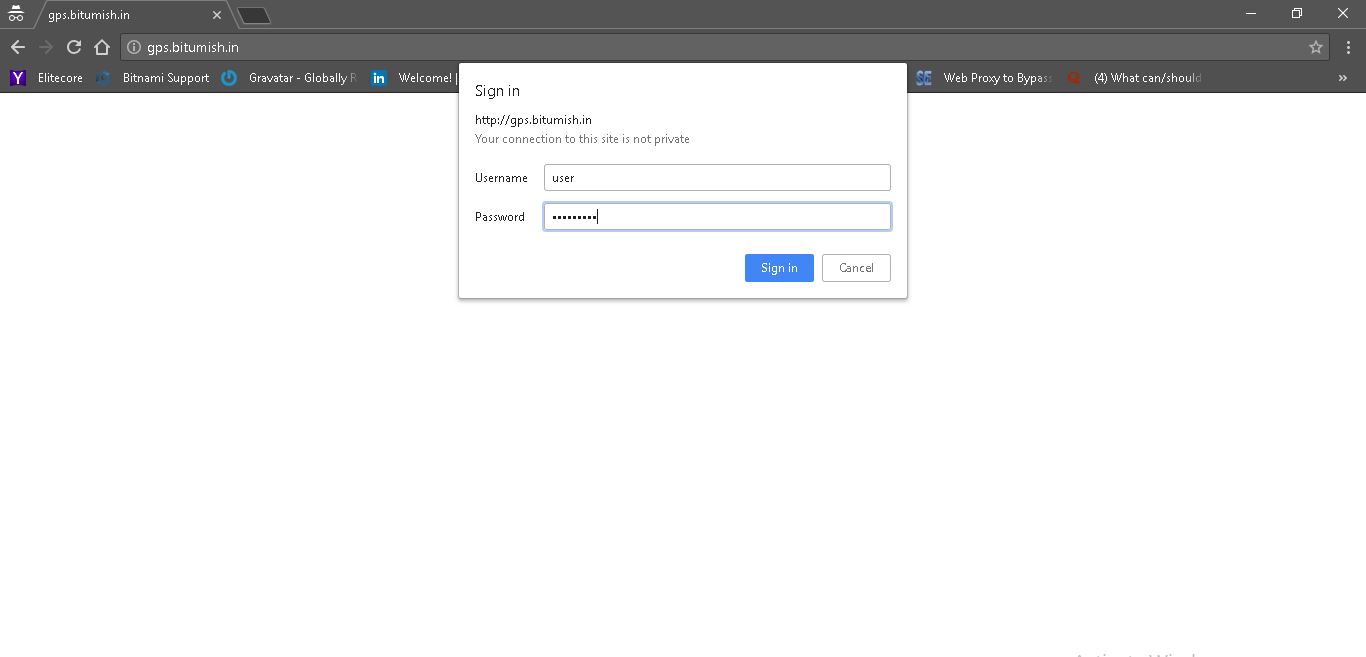 gps.bitumish.in
gps.bitumish.in
Elitecore Bitnami Support Gravatar - Globally R Welcome! | Web Proxy to Bypass (4) What can/should »
Sign in
http://gps.bitumish.in
Your connection to this site is not private
Username user
Password •••••••••
Sign in Cancel